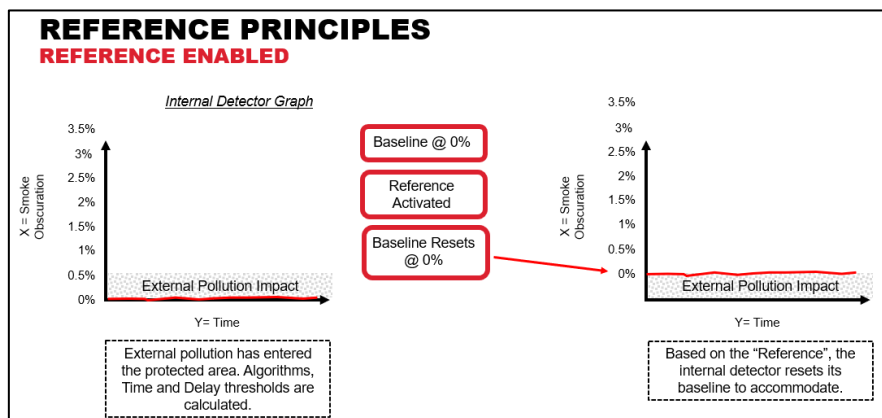 REFERENCE PRINCIPLES
REFERENCE ENABLED
Internal Detector Graph
3.5%
3%
2.5%
2%
1.5%
1%
0.5%
0%
X = Smoke
Obscuration
External Pollution Impact
Y= Time
External pollution has entered
the protected area. Algorithms,
Time and Delay thresholds are
calculated.
Baseline @ 0%
Reference
Activated
Baseline Resets
@ 0%
3.5%
3%
2.5%
2%
1.5%
1%
0.5%
0%
X = Smoke
Obscuration
External Pollution Impact
Y= Time
Based on the “Reference”, the
internal detector resets its
baseline to accommodate.